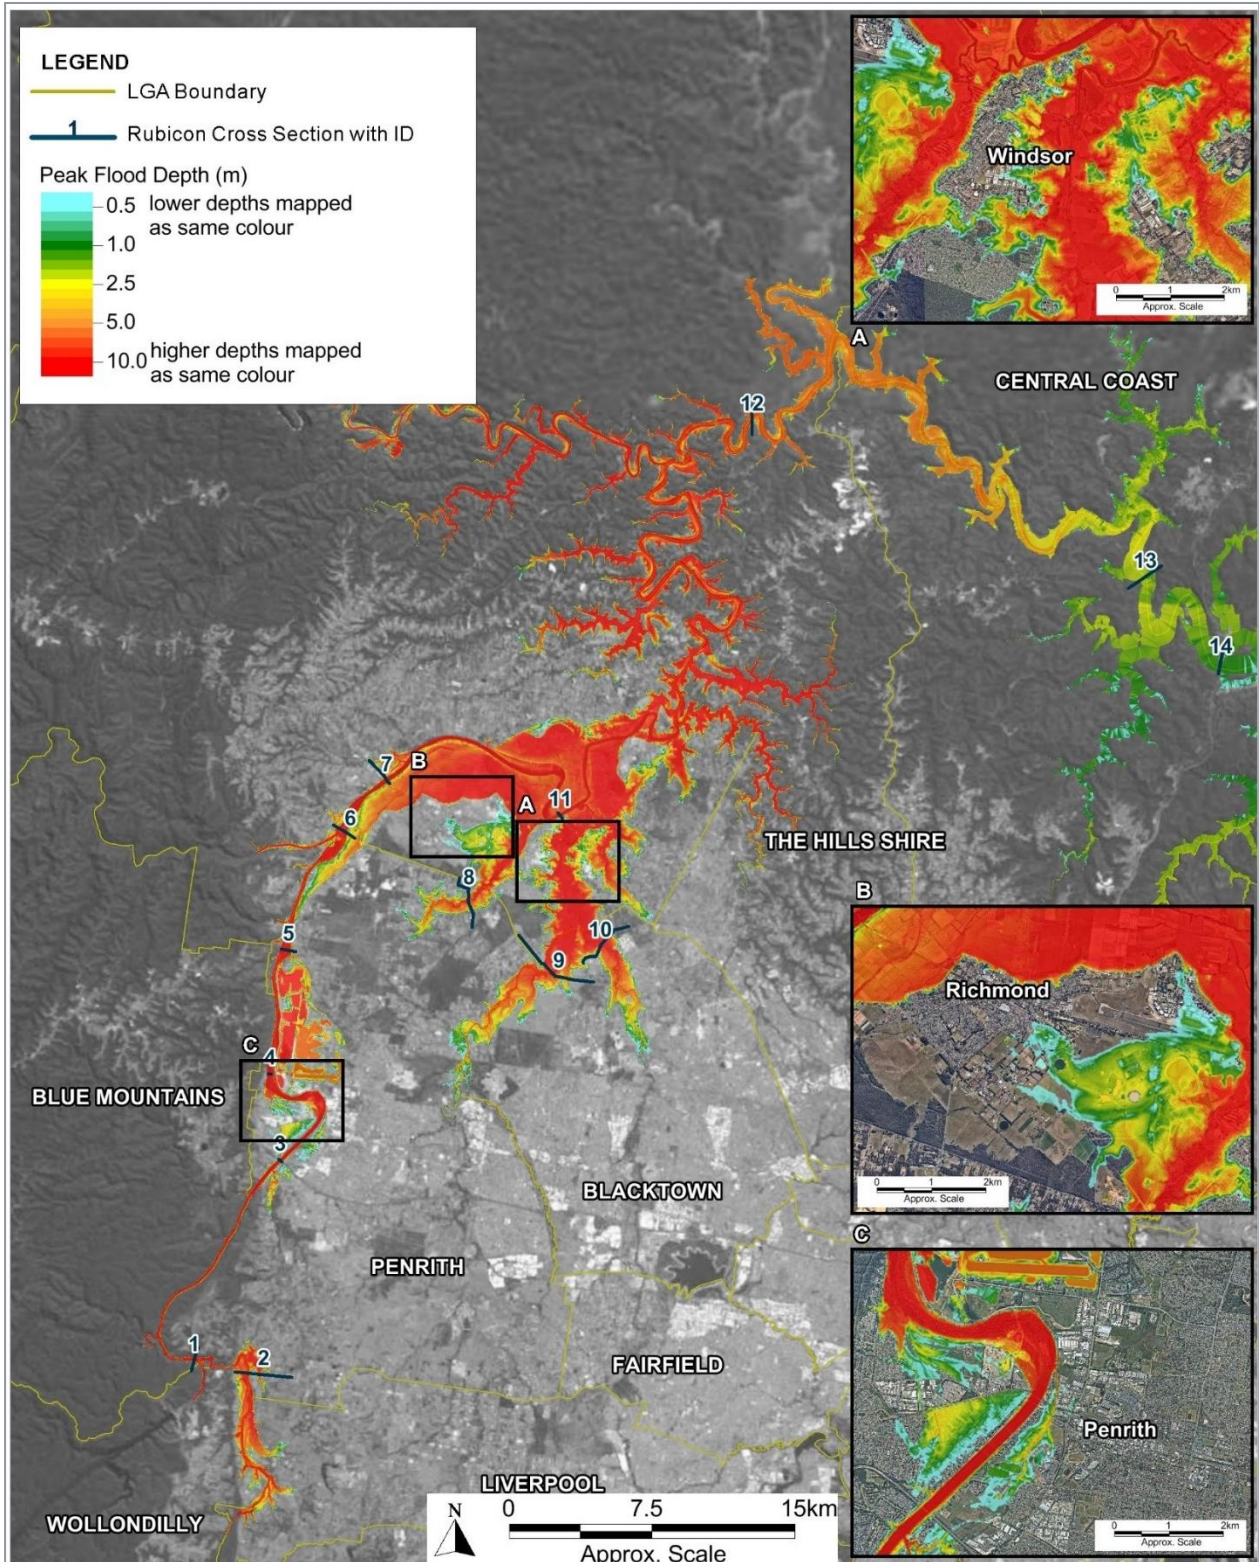 LEGEND
LGA Boundary
1
Rubicon Cross Section with ID
Peak Flood Depth (m)
0.5 lower depths mapped
as same colour
1.0
2.5
5.0
10.0 higher depths mapped
as same colour
Windsor
0 1 2km
Approx. Scale
A
CENTRAL COAST
12
13
14
7
B
A
11
6
THE HILLS SHIRE
8
B
5
10
9
Richmond
C
4
BLUE MOUNTAINS
3
0 1 2km
Approx. Scale
BLACKTOWN
C
PENRITH
1
2
FAIRFIELD
Penrith
LIVERPOOL
WOLLONDILLY
N
0 7.5 15km
Approx. Scale
0 1 2km
Approx. Scale